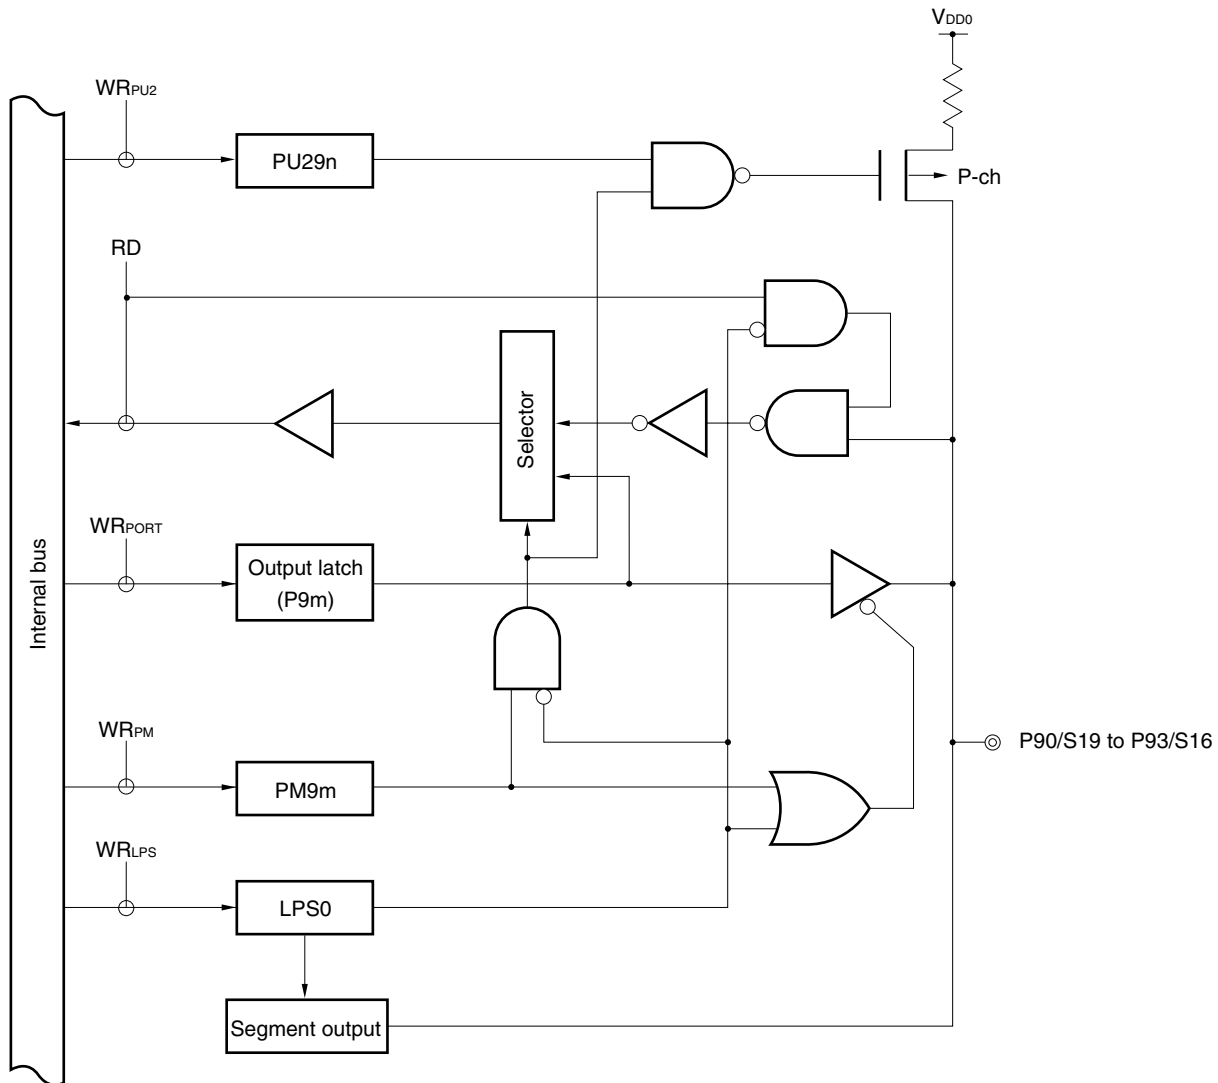 VDD0
WRPU2
PU29n
P-ch
RD
Selector
WRPORT
Internal bus
Output latch
(P9m)
WRPM
P90/S19 to P93/S16
PM9m
WRLPS
LPS0
Segment output